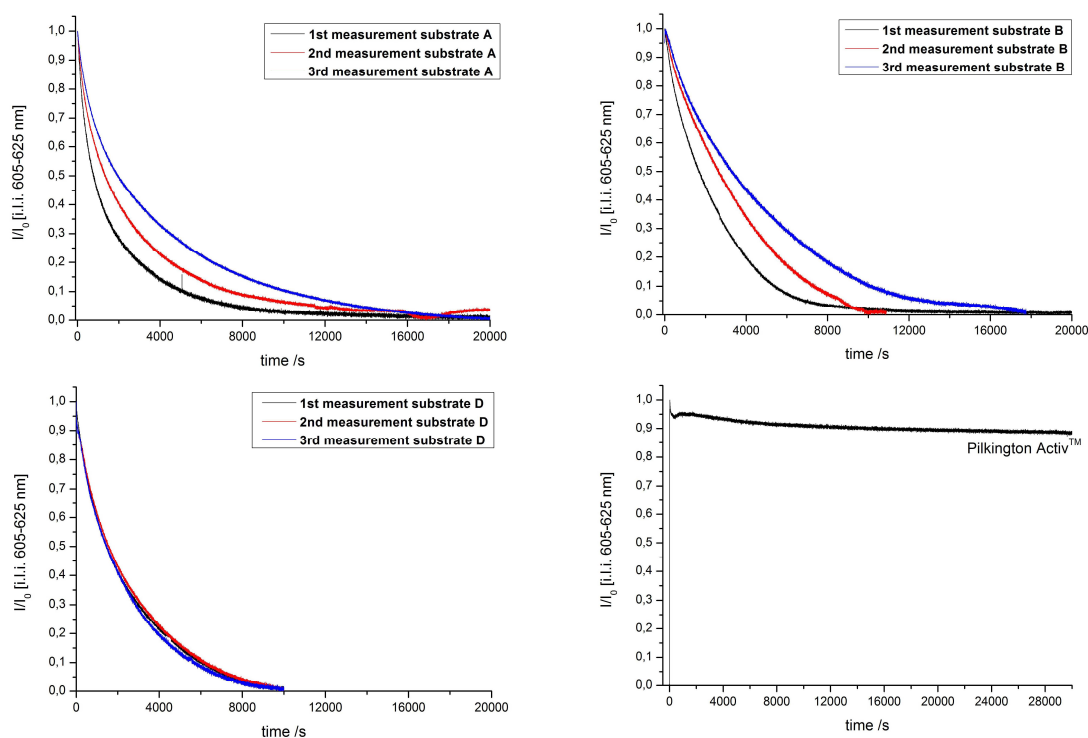 1,0
0,9
0,8
0,7
0,6
0,5
0,4
0,3
0,2
0,1
0,0
I/I0 [i.l.i. 605-625 nm]
1st measurement substrate A
2nd measurement substrate A
3rd measurement substrate A
0 4000 8000 12000 16000 20000
time /s
1,0
0,9
0,8
0,7
0,6
0,5
0,4
0,3
0,2
0,1
0,0
I/I0 [i.l.i. 605-625 nm]
1st measurement substrate B
2nd measurement substrate B
3rd measurement substrate B
0 4000 8000 12000 16000 20000
time /s
1,0
0,9
0,8
0,7
0,6
0,5
0,4
0,3
0,2
0,1
0,0
I/I0 [i.l.i. 605-625 nm]
1st measurement substrate D
2nd measurement substrate D
3rd measurement substrate D
0 4000 8000 12000 16000 20000
time /s
1,0
0,9
0,8
0,7
0,6
0,5
0,4
0,3
0,2
0,1
0,0
I/I0 [i.l.i. 605-625 nm]
Pilkington Activ™
0 4000 8000 12000 16000 20000 24000 28000
time /s